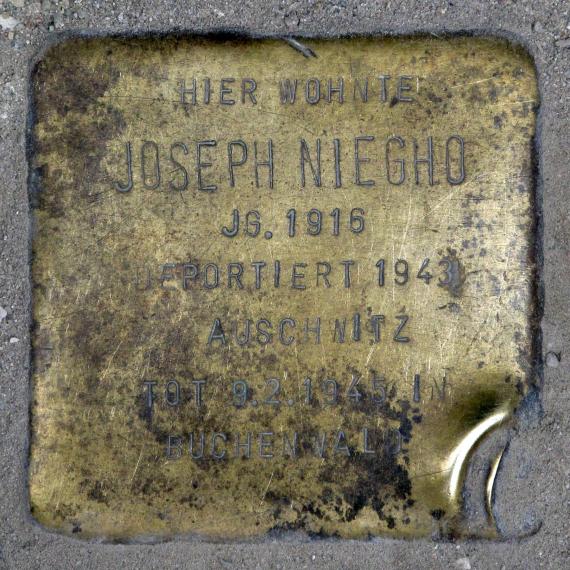 HIER WOHNTE
JOSEPH NIEGHO
JG. 1916
DEPORTIERT 1943
AUSCHWITZ
TOT 9.2.1945 IN
BUCHENWALD